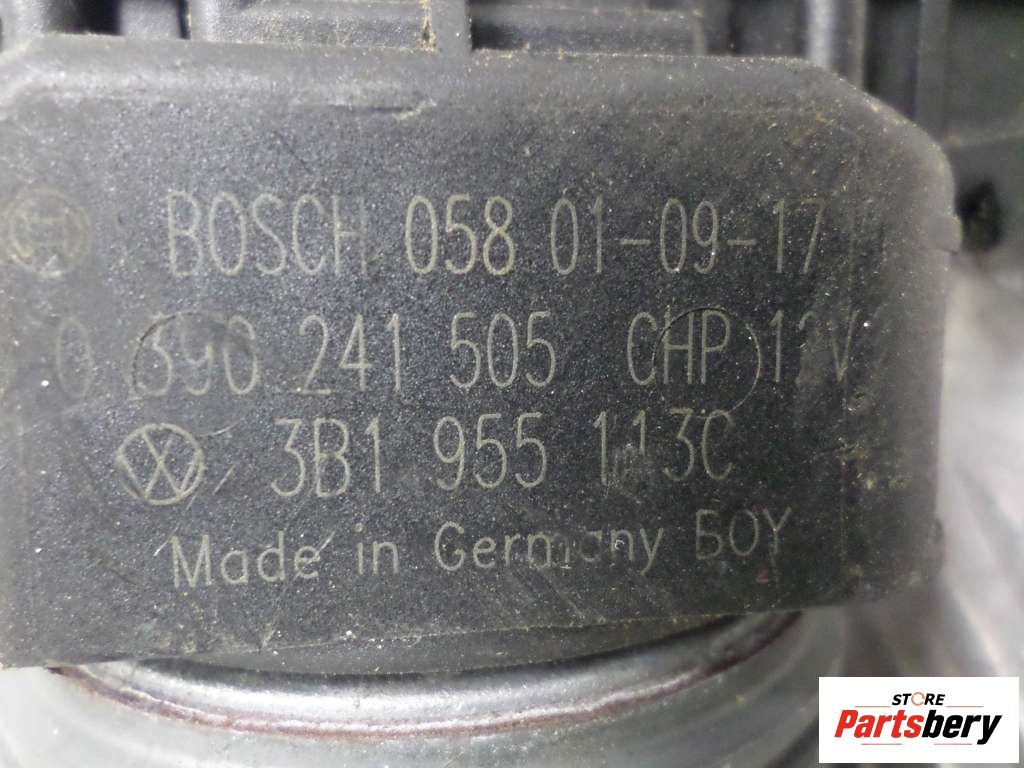 BOSCH 058 01-09-17
0 390 241 505 CHP 12V
3B1 955 113C
Made in Germany БОУ
STORE
Partsbery